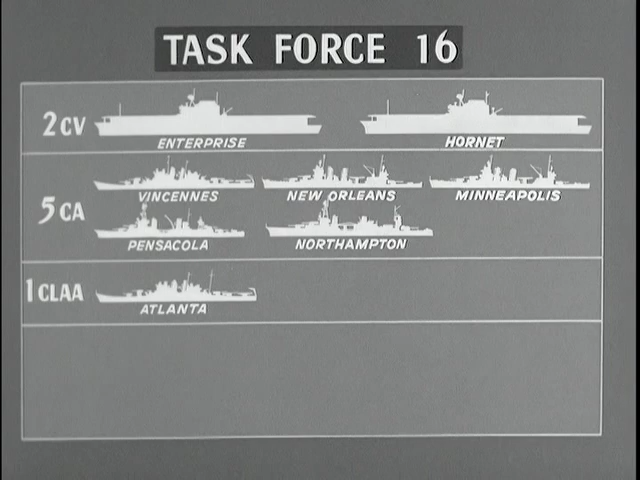 TASK FORCE 16
2CV
ENTERPRISE HORNET
VINCENNES NEW ORLEANS MINNEAPOLIS
5CA
PENSACOLA NORTHAMPTON
1CLAA
ATLANTA